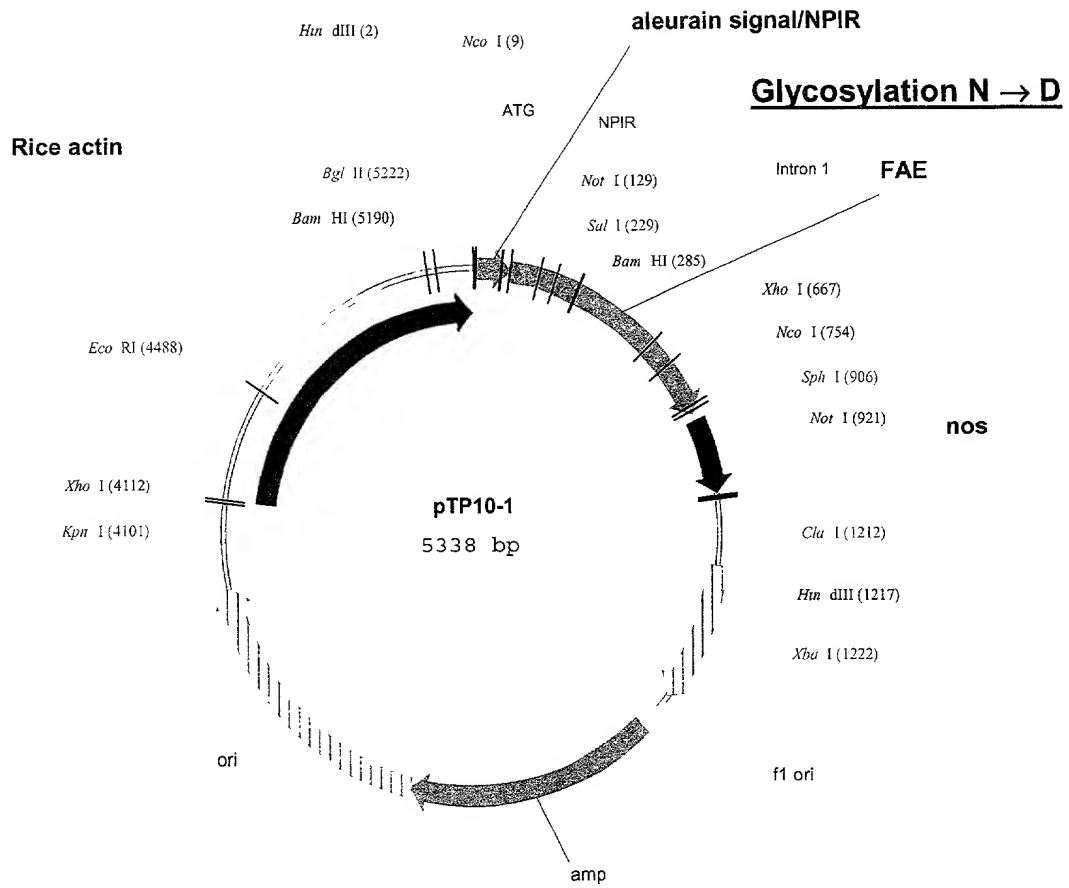 aleurain signal/NPIR
Hin dIII (2)
Nco I (9)
Glycosylation N → D
ATG
NPIR
Rice actin
Bgl II (5222)
Not I (129)
Intron 1
FAE
Bam HI (5190)
Sal I (229)
Bam HI (285)
Xho I (667)
Nco I (754)
Eco RI (4488)
Sph I (906)
Not I (921)
nos
Xho I (4112)
pTP10-1
Kpn I (4101)
5338 bp
Cla I (1212)
Hin dIII (1217)
Xba I (1222)
ori
f1 ori
amp